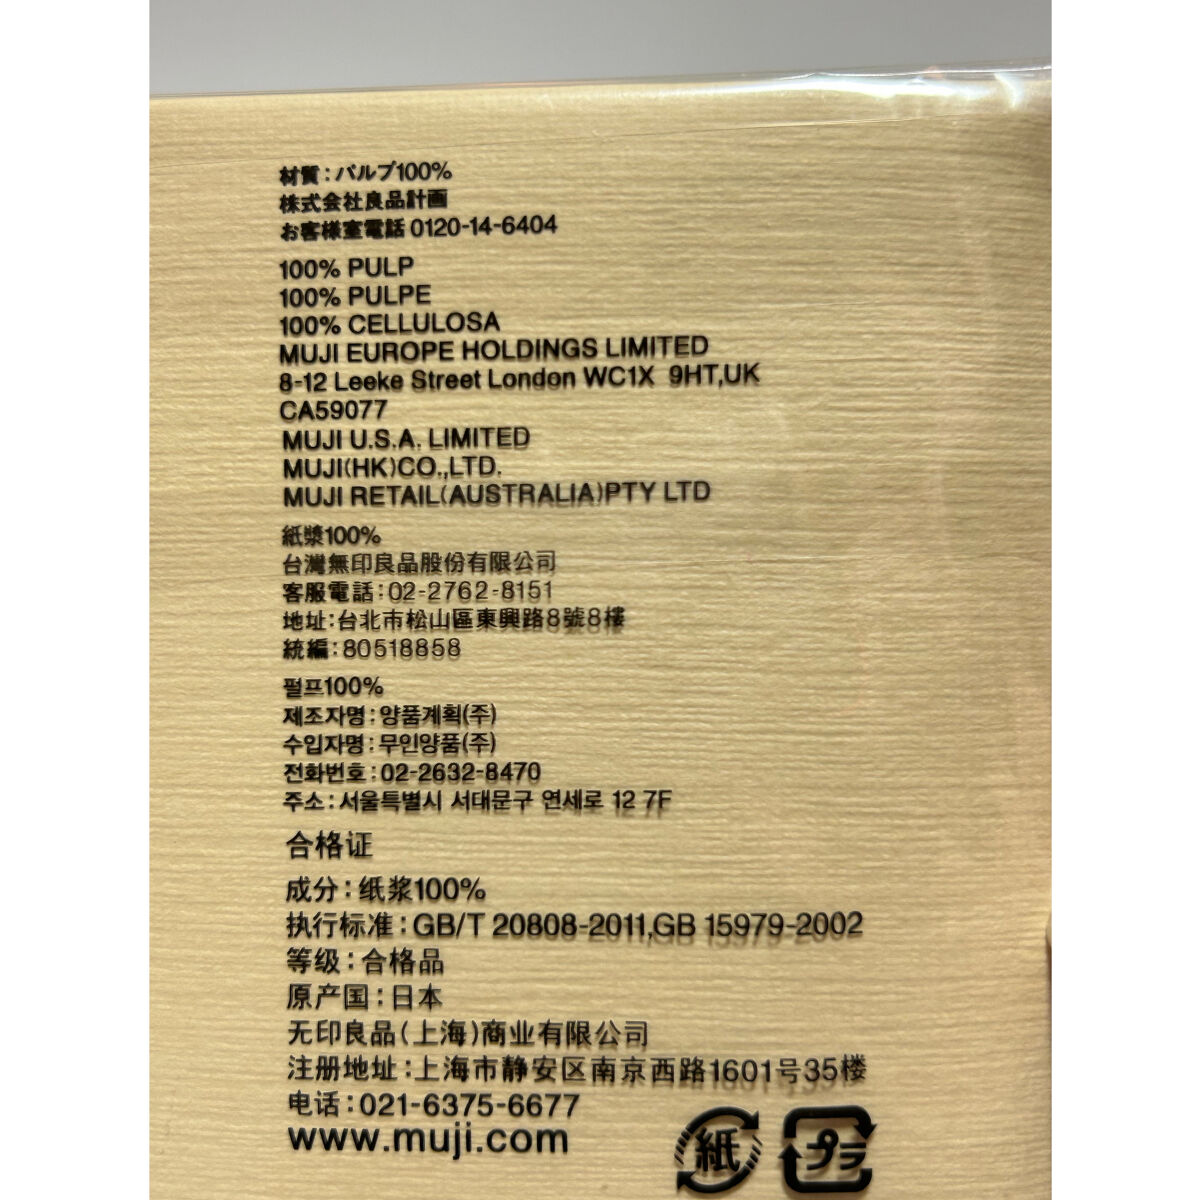 材質:パルプ100%
株式会社良品計画
お客様室電話 0120-14-6404
100% PULP
100% PULPE
100% CELLULOSA
MUJI EUROPE HOLDINGS LIMITED
8-12 Leeke Street London WC1X 9HT,UK
CA59077
MUJI U.S.A. LIMITED
MUJI(HK)CO.,LTD.
MUJI RETAIL(AUSTRALIA)PTY LTD
紙漿100%
台灣無印良品股份有限公司
客服電話:02-2762-8151
地址:台北市松山區東興路8號8樓
統編:80518858
펄프100%
제조자명:양품계획(주)
수입자명:무인양품(주)
전화번호:02-2632-8470
주소:서울특별시 서대문구 연세로 12 7F
合格证
成分:纸浆100%
执行标准:GB/T 20808-2011,GB 15979-2002
等级:合格品
原产国:日本
无印良品(上海)商业有限公司
注册地址:上海市静安区南京西路1601号35楼
电话:021-6375-6677
www.muji.com
紙 プラ